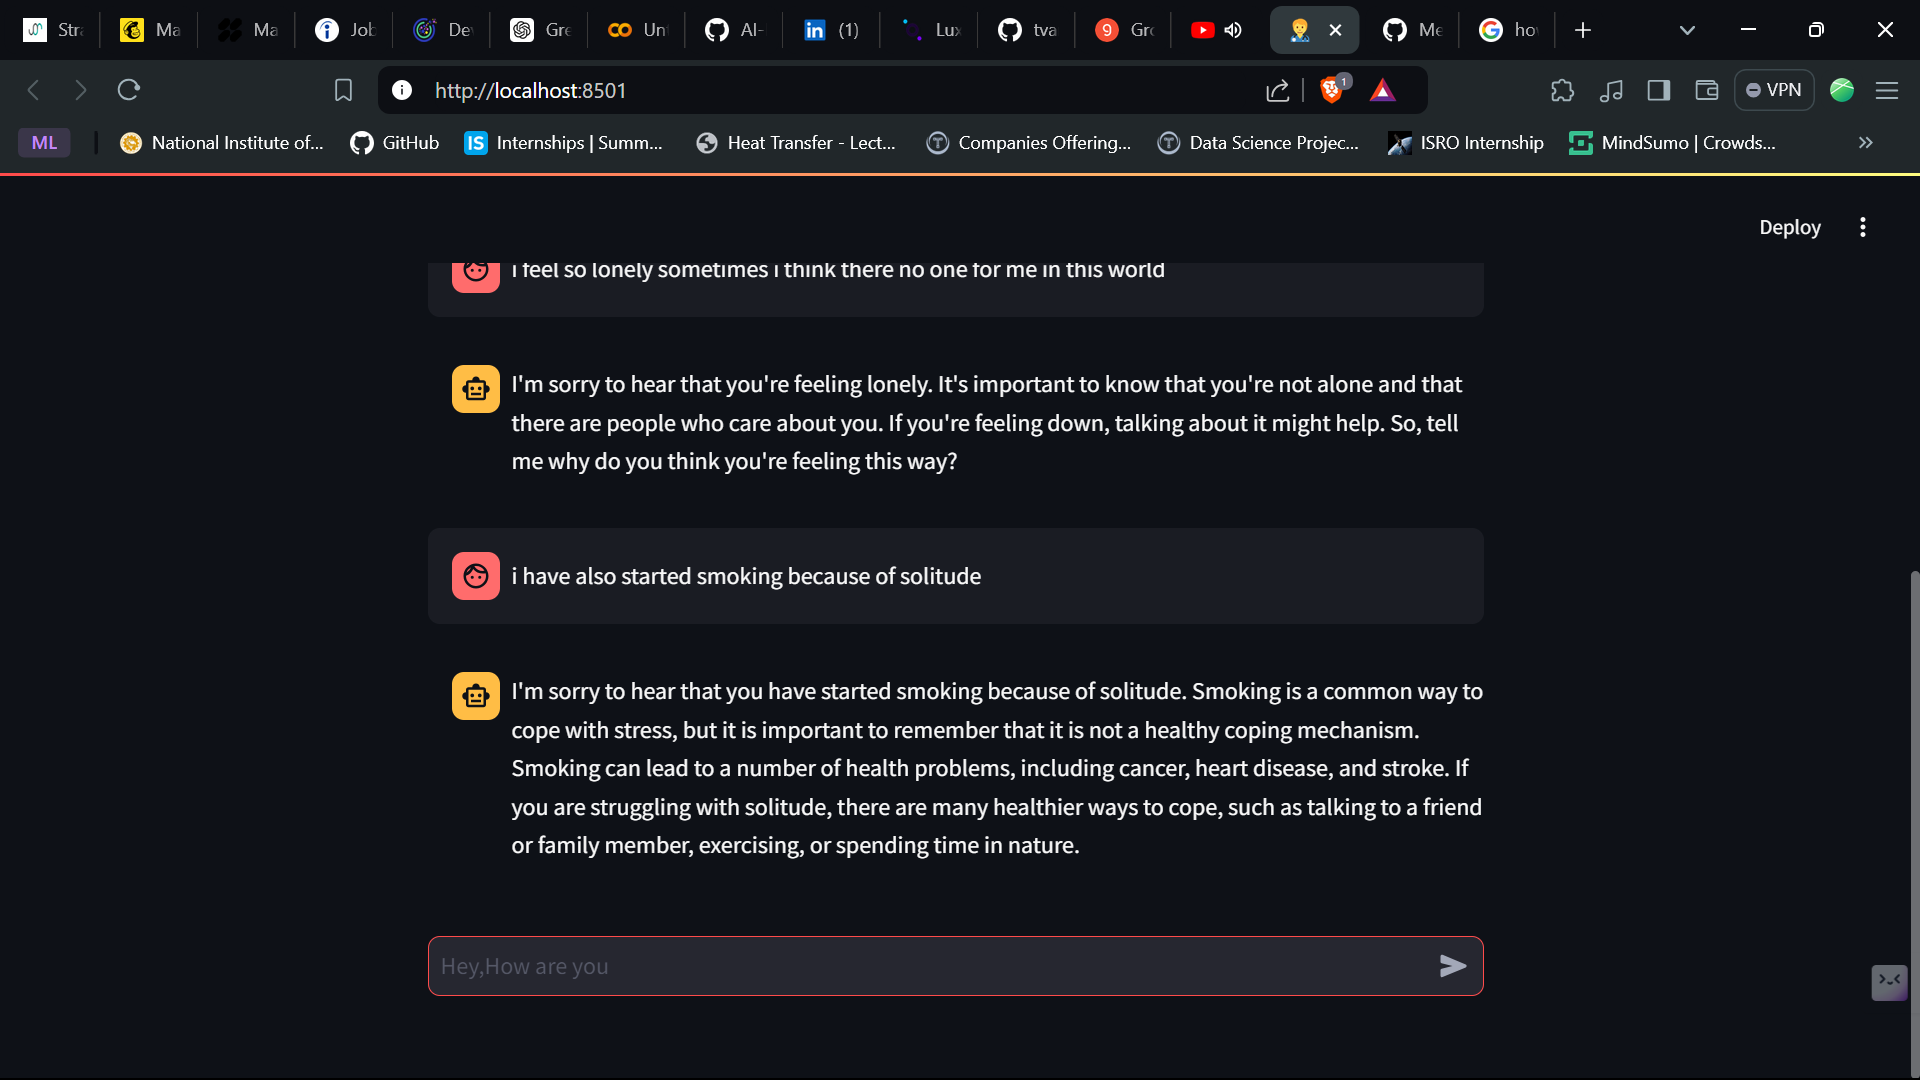 Str
Ma
Ma
Job
De
Gre
Un
AI-
(1)
Lux
tva
9 Gr
Me
ho
http://localhost:8501
1
VPN
ML
National Institute of...
GitHub
IS Internships | Summ...
Heat Transfer - Lect...
Companies Offering...
Data Science Projec...
ISRO Internship
MindSumo | Crowds...
Deploy
i feel so lonely sometimes i think there no one for me in this world
I'm sorry to hear that you're feeling lonely. It's important to know that you're not alone and that
there are people who care about you. If you're feeling down, talking about it might help. So, tell
me why do you think you're feeling this way?
i have also started smoking because of solitude
I'm sorry to hear that you have started smoking because of solitude. Smoking is a common way to
cope with stress, but it is important to remember that it is not a healthy coping mechanism.
Smoking can lead to a number of health problems, including cancer, heart disease, and stroke. If
you are struggling with solitude, there are many healthier ways to cope, such as talking to a friend
or family member, exercising, or spending time in nature.
Hey,How are you